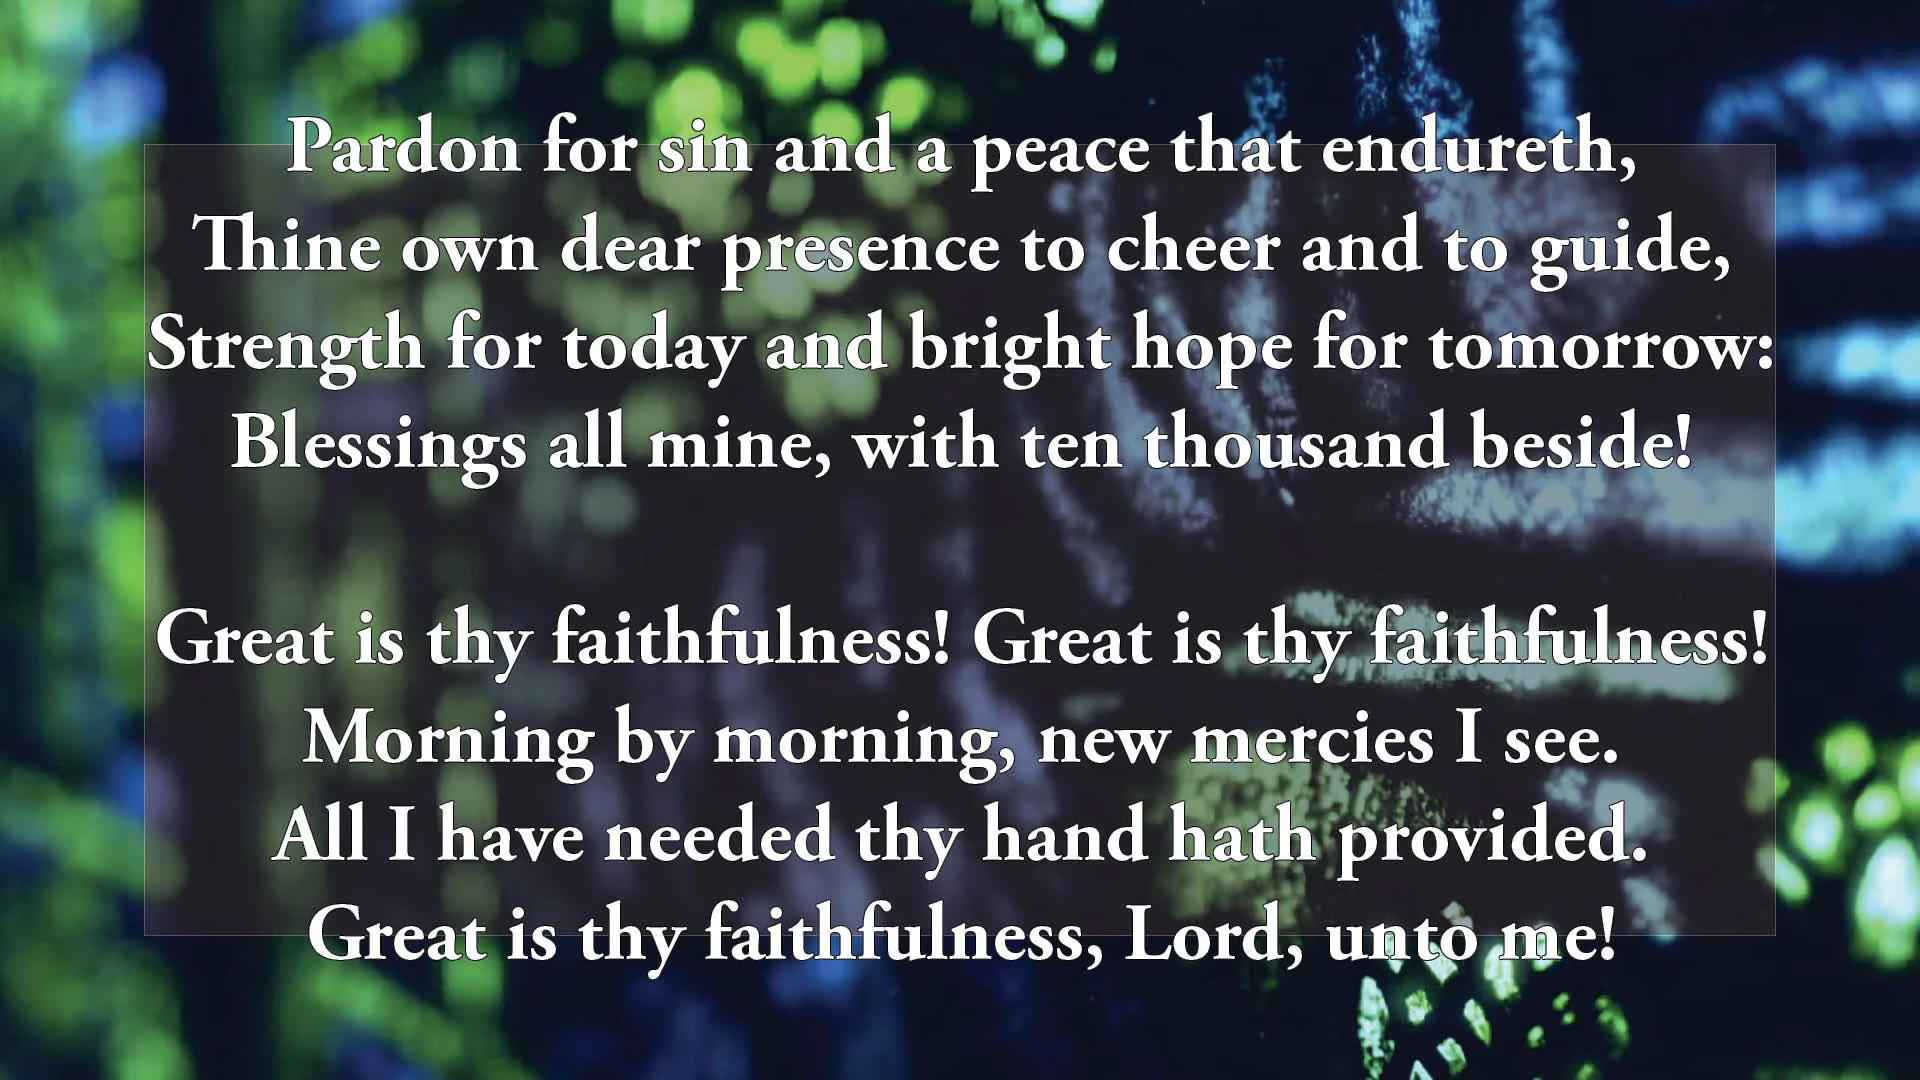 Pardon for sin and a peace that endureth,
Thine own dear presence to cheer and to guide,
Strength for today and bright hope for tomorrow:
Blessings all mine, with ten thousand beside!
Great is thy faithfulness! Great is thy faithfulness!
Morning by morning, new mercies I see.
All I have needed thy hand hath provided.
Great is thy faithfulness, Lord, unto me!